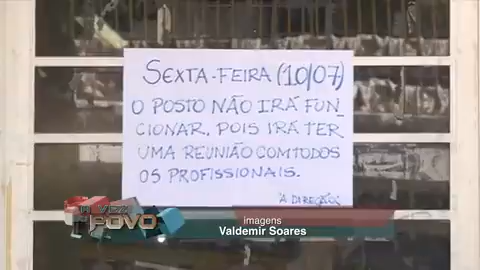 SEXTA-FEIRA (10/07)
O POSTO NÃO IRÁ FUN-
CIONAR, POIS IRÁ TER
UMA REUNIÃO COM TODOS
OS PROFISSIONAIS.
"A DIREÇÃO"
POVO
imagens
Valdemir Soares